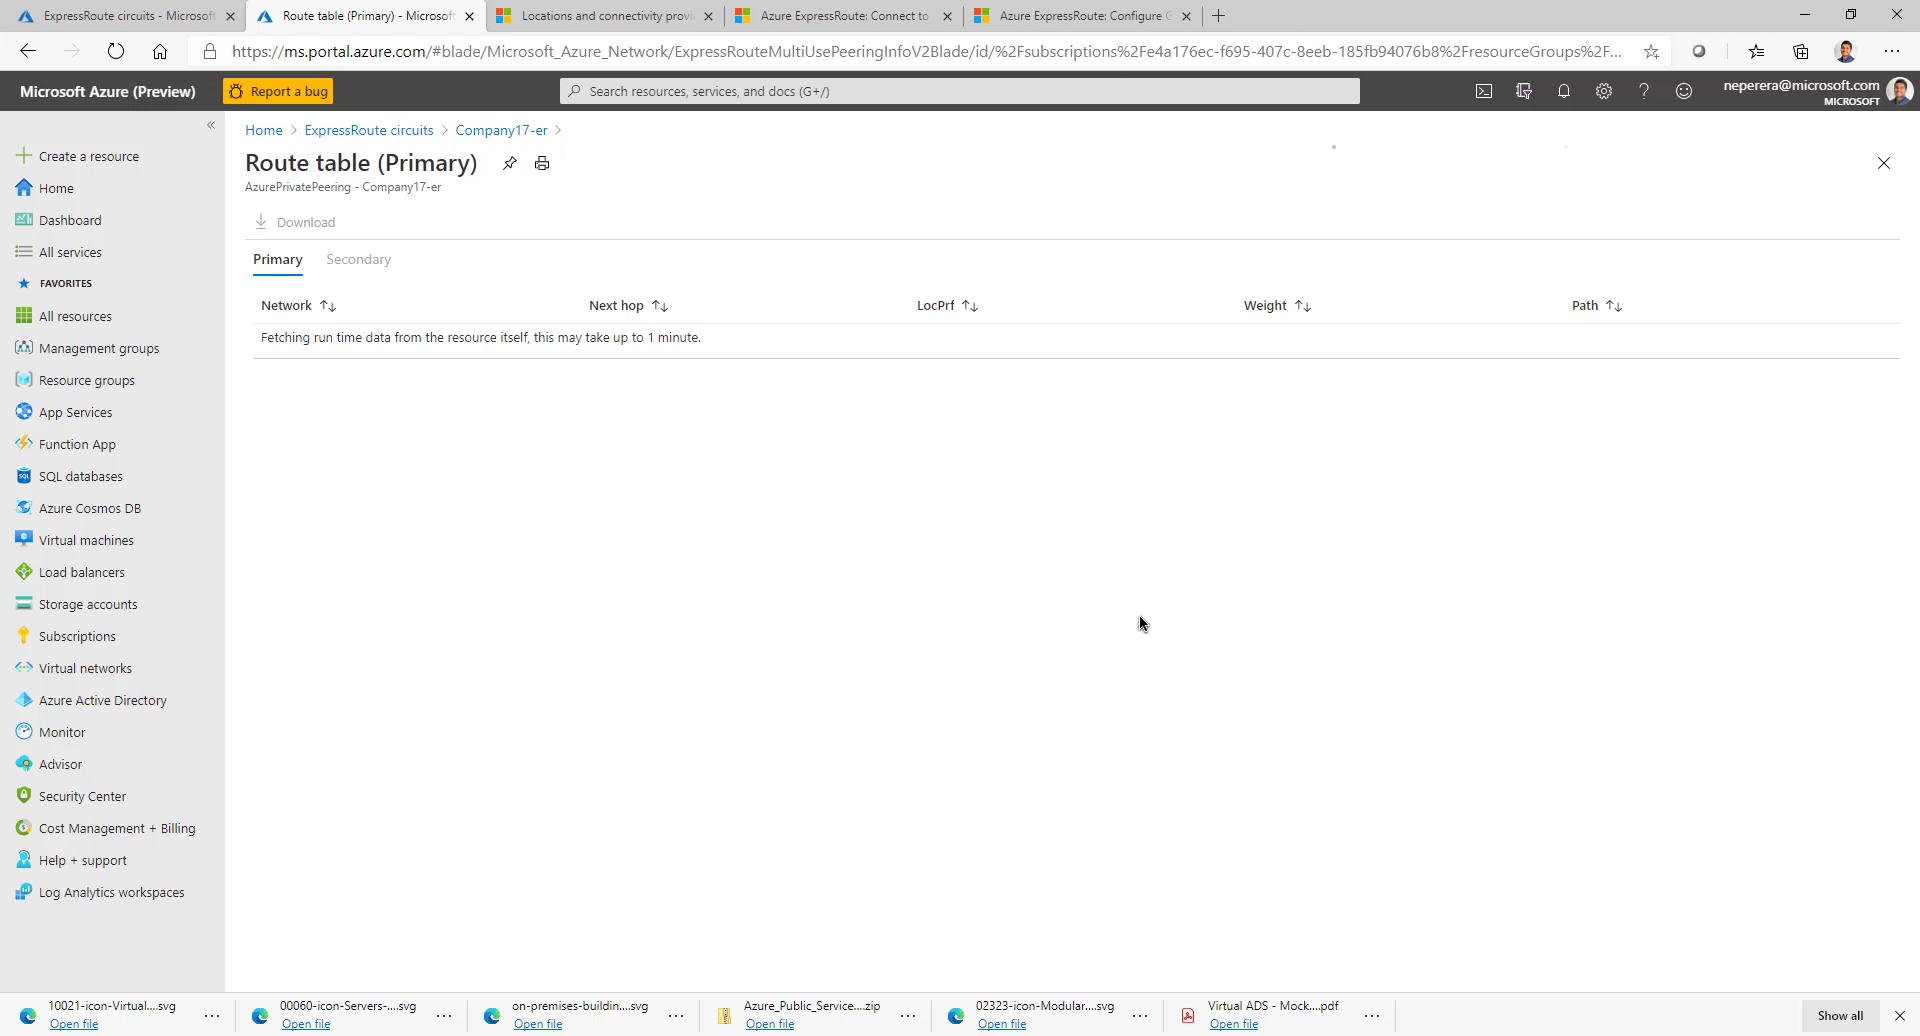 ExpressRoute circuits - Microsoft
Route table (Primary) - Microsoft
Locations and connectivity provi
Azure ExpressRoute: Connect to
Azure ExpressRoute: Configure G
https://ms.portal.azure.com/#blade/Microsoft_Azure_Network/ExpressRouteMultiUsePeeringInfoV2Blade/id/%2Fsubscriptions%2Fe4a176ec-f695-407c-8eeb-185fb94076b8%2FresourceGroups%2F...
Microsoft Azure (Preview)
Report a bug
Search resources, services, and docs (G+/)
neperera@microsoft.com
MICROSOFT
Create a resource
Home
Dashboard
All services
FAVORITES
All resources
Management groups
Resource groups
App Services
Function App
SQL databases
Azure Cosmos DB
Virtual machines
Load balancers
Storage accounts
Subscriptions
Virtual networks
Azure Active Directory
Monitor
Advisor
Security Center
Cost Management + Billing
Help + support
Log Analytics workspaces
Home > ExpressRoute circuits > Company17-er >
Route table (Primary)
AzurePrivatePeering - Company17-er
Download
Primary Secondary
Network Next hop LocPrf Weight Path
Fetching run time data from the resource itself, this may take up to 1 minute.
10021-icon-Virtual....svg
Open file
00060-icon-Servers-....svg
Open file
on-premises-buildin....svg
Open file
Azure_Public_Service....zip
Open file
02323-icon-Modular....svg
Open file
Virtual ADS - Mock....pdf
Open file
Show all